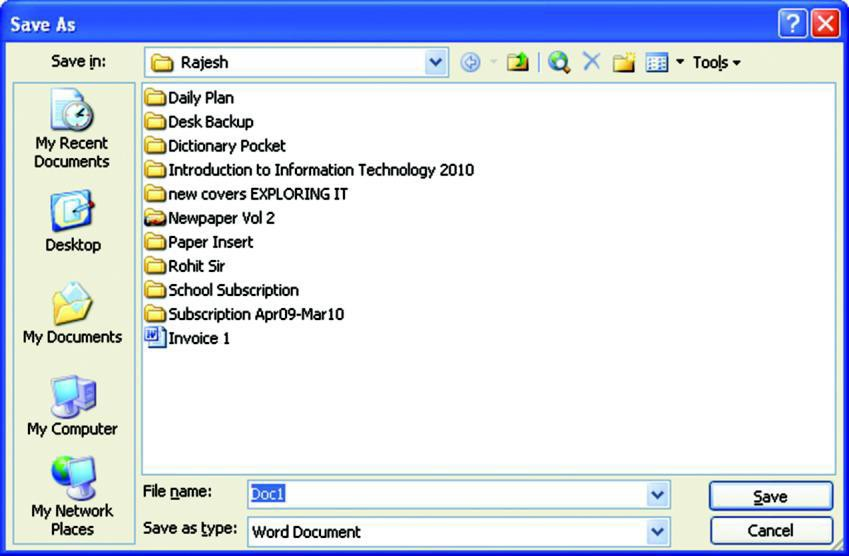 Save As
Save in:
Rajesh
Tools
My Recent
Documents
Desktop
My Documents
My Computer
My Network
Places
Daily Plan
Desk Backup
Dictionary Pocket
Introduction to Information Technology 2010
new covers EXPLORING IT
Newpaper Vol 2
Paper Insert
Rohit Sir
School Subscription
Subscription Apr09-Mar10
Invoice 1
File name:
Doc1
Save
Save as type:
Word Document
Cancel